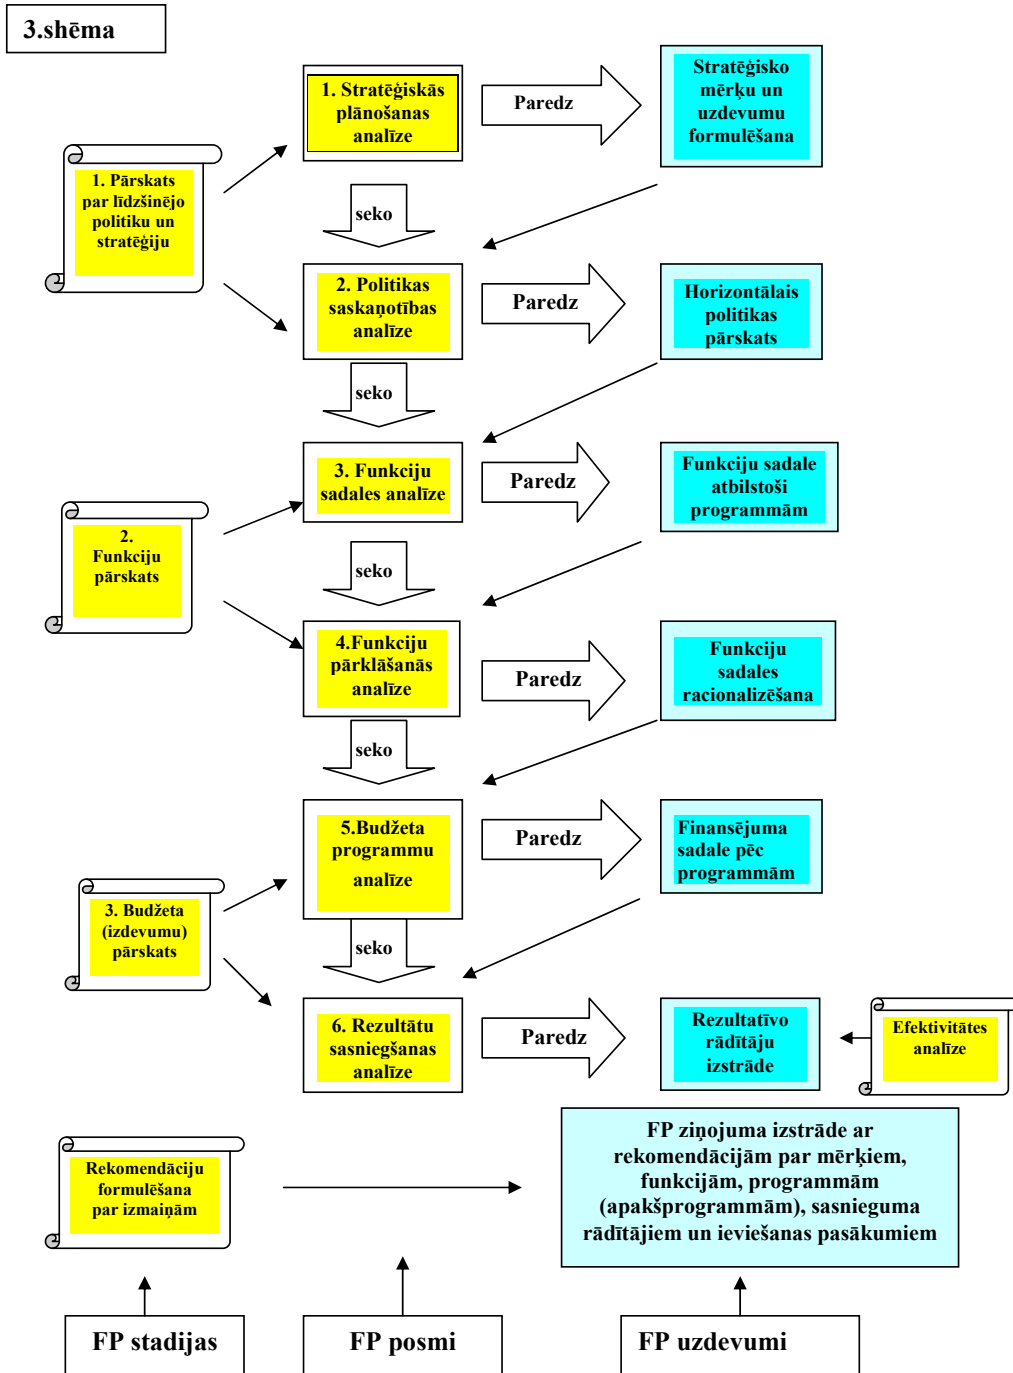 3.shēma
1. Stratēģiskās
plānošanas
analīze
Paredz
Stratēģisko
mērķu un
uzdevumu
formulēšana
1. Pārskats
par līdzšinējo
politiku un
stratēģiju
seko
2. Politikas
saskaņotības
analīze
Paredz
Horizontālais
politikas
pārskats
seko
3. Funkciju
sadales analīze
Paredz
Funkciju sadale
atbilstoši
programmām
2.
Funkciju
pārskats
seko
4.Funkciju
pārklāšanās
analīze
Paredz
Funkciju
sadales
racionalizēšana
seko
5.Budžeta
programmu
analīze
Paredz
Finansējuma
sadale pēc
programmām
3. Budžeta
(izdevumu)
pārskats
seko
6. Rezultātu
sasniegšanas
analīze
Paredz
Rezultatīvo
rādītāju
izstrāde
Efektivitātes
analīze
Rekomendāciju
formulēšana
par izmaiņām
FP ziņojuma izstrāde ar
rekomendācijām par mērķiem,
funkcijām, programmām
(apakšprogrammām), sasnieguma
rādītājiem un ieviešanas pasākumiem
FP stadijas
FP posmi
FP uzdevumi